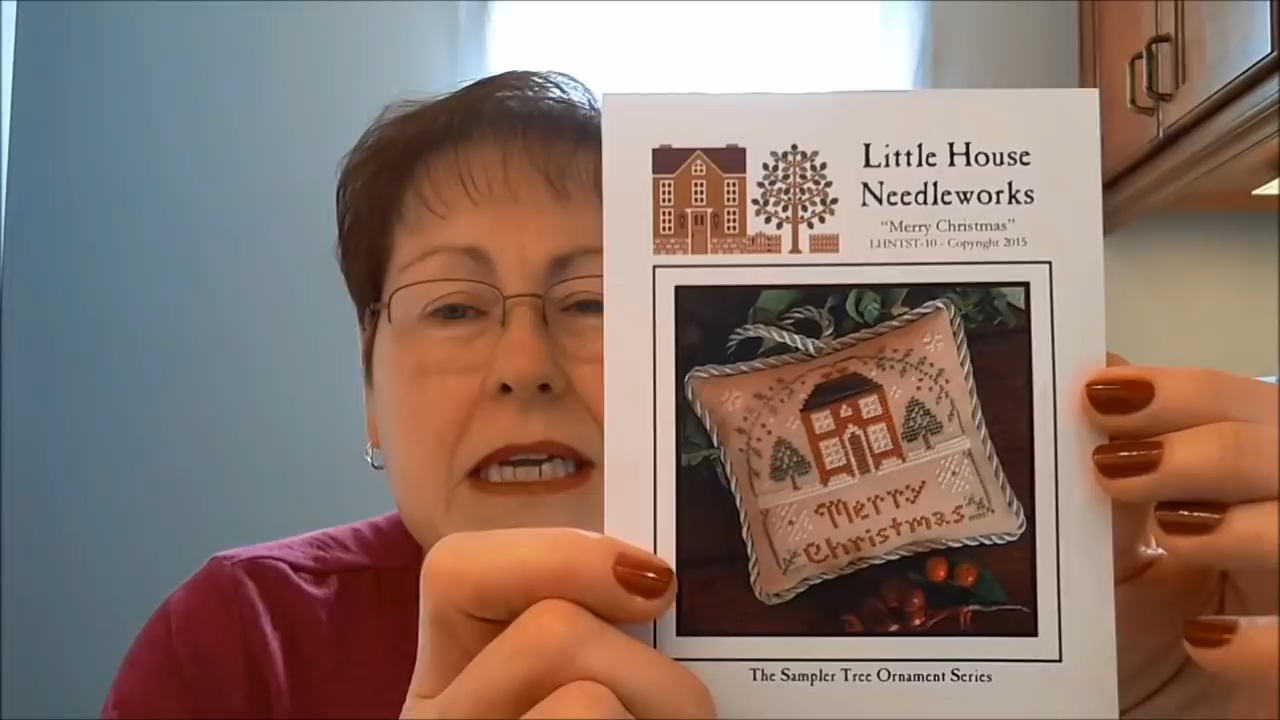 Little House
Needleworks
"Merry Christmas"
LHNTST-10 - Copyright 2015
Merry
Christmas
The Sampler Tree Ornament Series